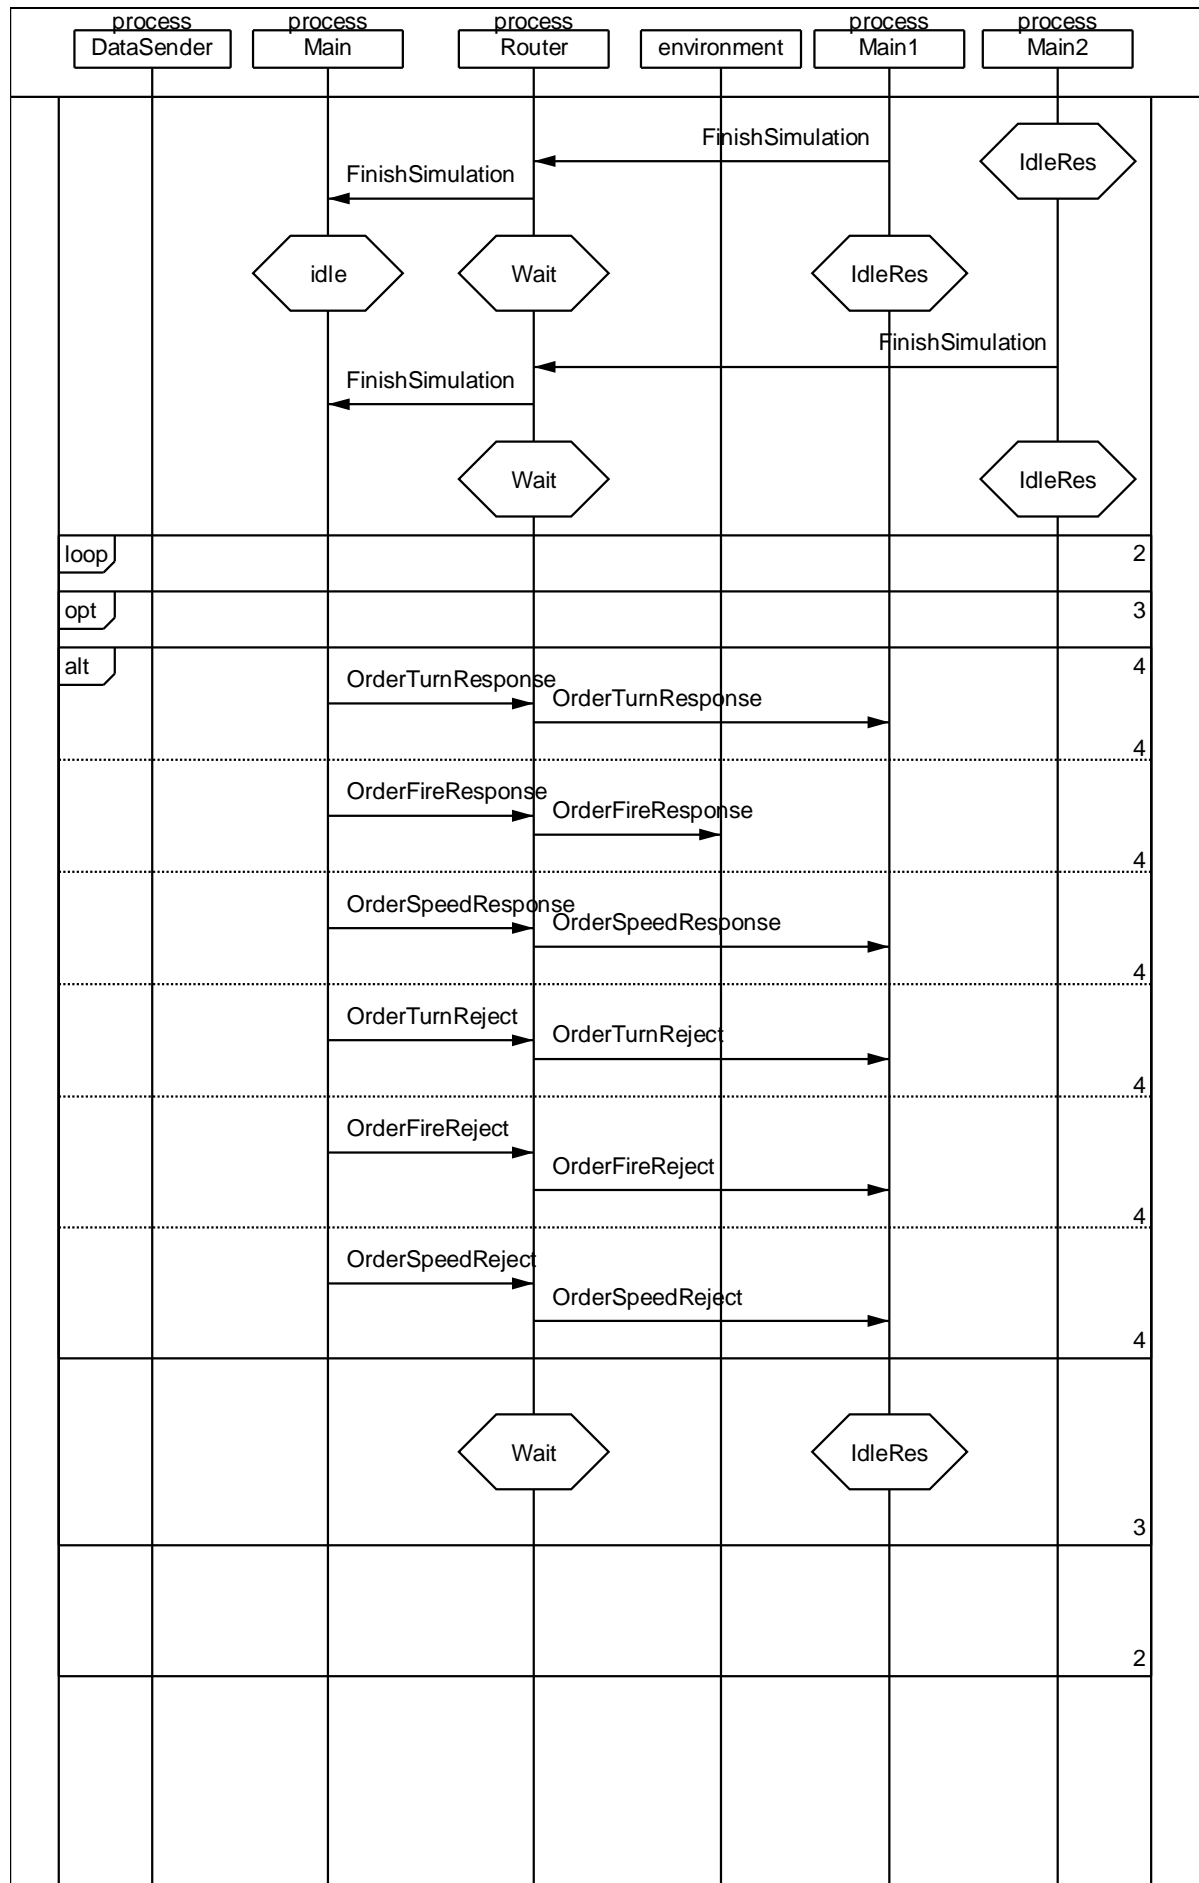 process process process process process
DataSender Main Router environment Main1 Main2
FinishSimulation
IdleRes
FinishSimulation
idle Wait IdleRes
FinishSimulation
FinishSimulation
Wait IdleRes
loop 2
opt 3
alt 4
OrderTurnResponse
OrderTurnResponse
4
OrderFireResponse
OrderFireResponse
4
OrderSpeedResponse
OrderSpeedResponse
4
OrderTurnReject
OrderTurnReject
4
OrderFireReject
OrderFireReject
4
OrderSpeedReject
OrderSpeedReject
4
Wait IdleRes
3
2